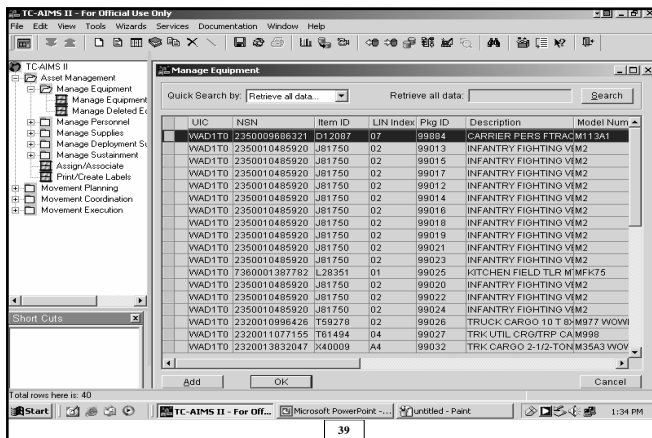 TC-AIMS II - For Official Use Only
File Edit View Tools Wizards Services Documentation Window Help
TC-AIMS II
Asset Management
Manage Equipment
Manage Equipment
Manage Deleted Ec
Manage Personnel
Manage Supplies
Manage Deployment Su
Manage Sustainment
Assign/Associate
Print/Create Labels
Movement Planning
Movement Coordination
Movement Execution
Short Cuts
Manage Equipment
Quick Search by: Retrieve all data... Retrieve all data: Search
UIC NSN Item ID LIN Index Pkg ID Description Model Num
WAD1T0 2350009686321 D12087 07 99884 CARRIER PERS FTRAC M113A1
WAD1T0 2350010485920 J81750 02 99013 INFANTRY FIGHTING VE M2
WAD1T0 2350010485920 J81750 02 99015 INFANTRY FIGHTING VE M2
WAD1T0 2350010485920 J81750 02 99017 INFANTRY FIGHTING VE M2
WAD1T0 2350010485920 J81750 02 99012 INFANTRY FIGHTING VE M2
WAD1T0 2350010485920 J81750 02 99014 INFANTRY FIGHTING VE M2
WAD1T0 2350010485920 J81750 02 99016 INFANTRY FIGHTING VE M2
WAD1T0 2350010485920 J81750 02 99018 INFANTRY FIGHTING VE M2
WAD1T0 2350010485920 J81750 02 99019 INFANTRY FIGHTING VE M2
WAD1T0 2350010485920 J81750 02 99021 INFANTRY FIGHTING VE M2
WAD1T0 2350010485920 J81750 02 99023 INFANTRY FIGHTING VE M2
WAD1T0 7360001387782 L28351 01 99025 KITCHEN FIELD TLR MT MFK75
WAD1T0 2350010485920 J81750 02 99020 INFANTRY FIGHTING VE M2
WAD1T0 2350010485920 J81750 02 99022 INFANTRY FIGHTING VE M2
WAD1T0 2350010485920 J81750 02 99024 INFANTRY FIGHTING VE M2
WAD1T0 2320010996426 T59278 02 99026 TRUCK CARGO 10 T 8X M977 WOWI
WAD1T0 2320011077155 T61494 04 99027 TRK UTIL CRG/TRP CA M998
WAD1T0 2320013832047 X40009 A4 99032 TRK CARGO 2-1/2-TON M35A3 WOV
Add OK Cancel
Total rows here is: 40
Start TC-AIMS II - For Off... Microsoft PowerPoint -... untitled - Paint 1:34 PM
39